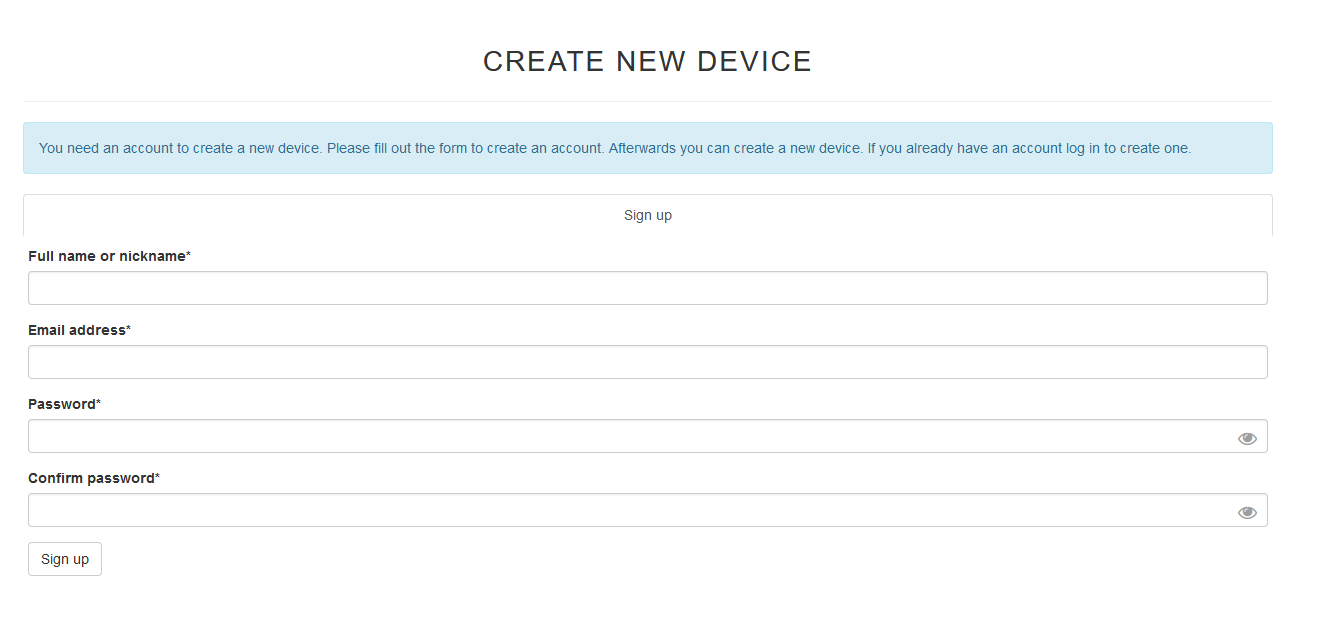 CREATE NEW DEVICE
You need an account to create a new device. Please fill out the form to create an account. Afterwards you can create a new device. If you already have an account log in to create one.
Sign up
Full name or nickname*
Email address*
Password*
Confirm password*
Sign up